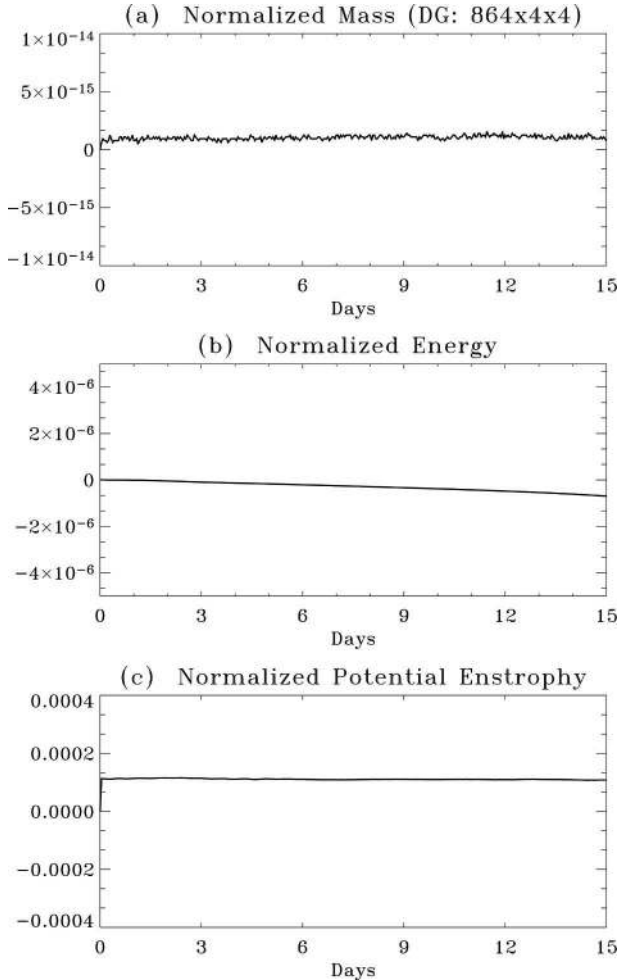 (a) Normalized Mass (DG: 864x4x4)
1×10⁻¹⁴
5×10⁻¹⁵
0
−5×10⁻¹⁵
−1×10⁻¹⁴
0 3 6 9 12 15
Days
(b) Normalized Energy
4×10⁻⁶
2×10⁻⁶
0
−2×10⁻⁶
−4×10⁻⁶
0 3 6 9 12 15
Days
(c) Normalized Potential Enstrophy
0.0004
0.0002
0.0000
−0.0002
−0.0004
0 3 6 9 12 15
Days